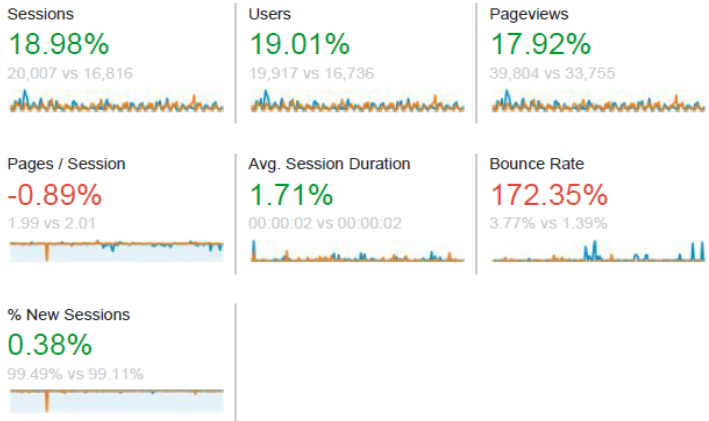 Sessions
18.98%
20,007 vs 16,816
Users
19.01%
19,917 vs 16,736
Pageviews
17.92%
39,804 vs 33,755
Pages / Session
-0.89%
1.99 vs 2.01
Avg. Session Duration
1.71%
00:00:02 vs 00:00:02
Bounce Rate
172.35%
3.77% vs 1.39%
% New Sessions
0.38%
99.49% vs 99.11%